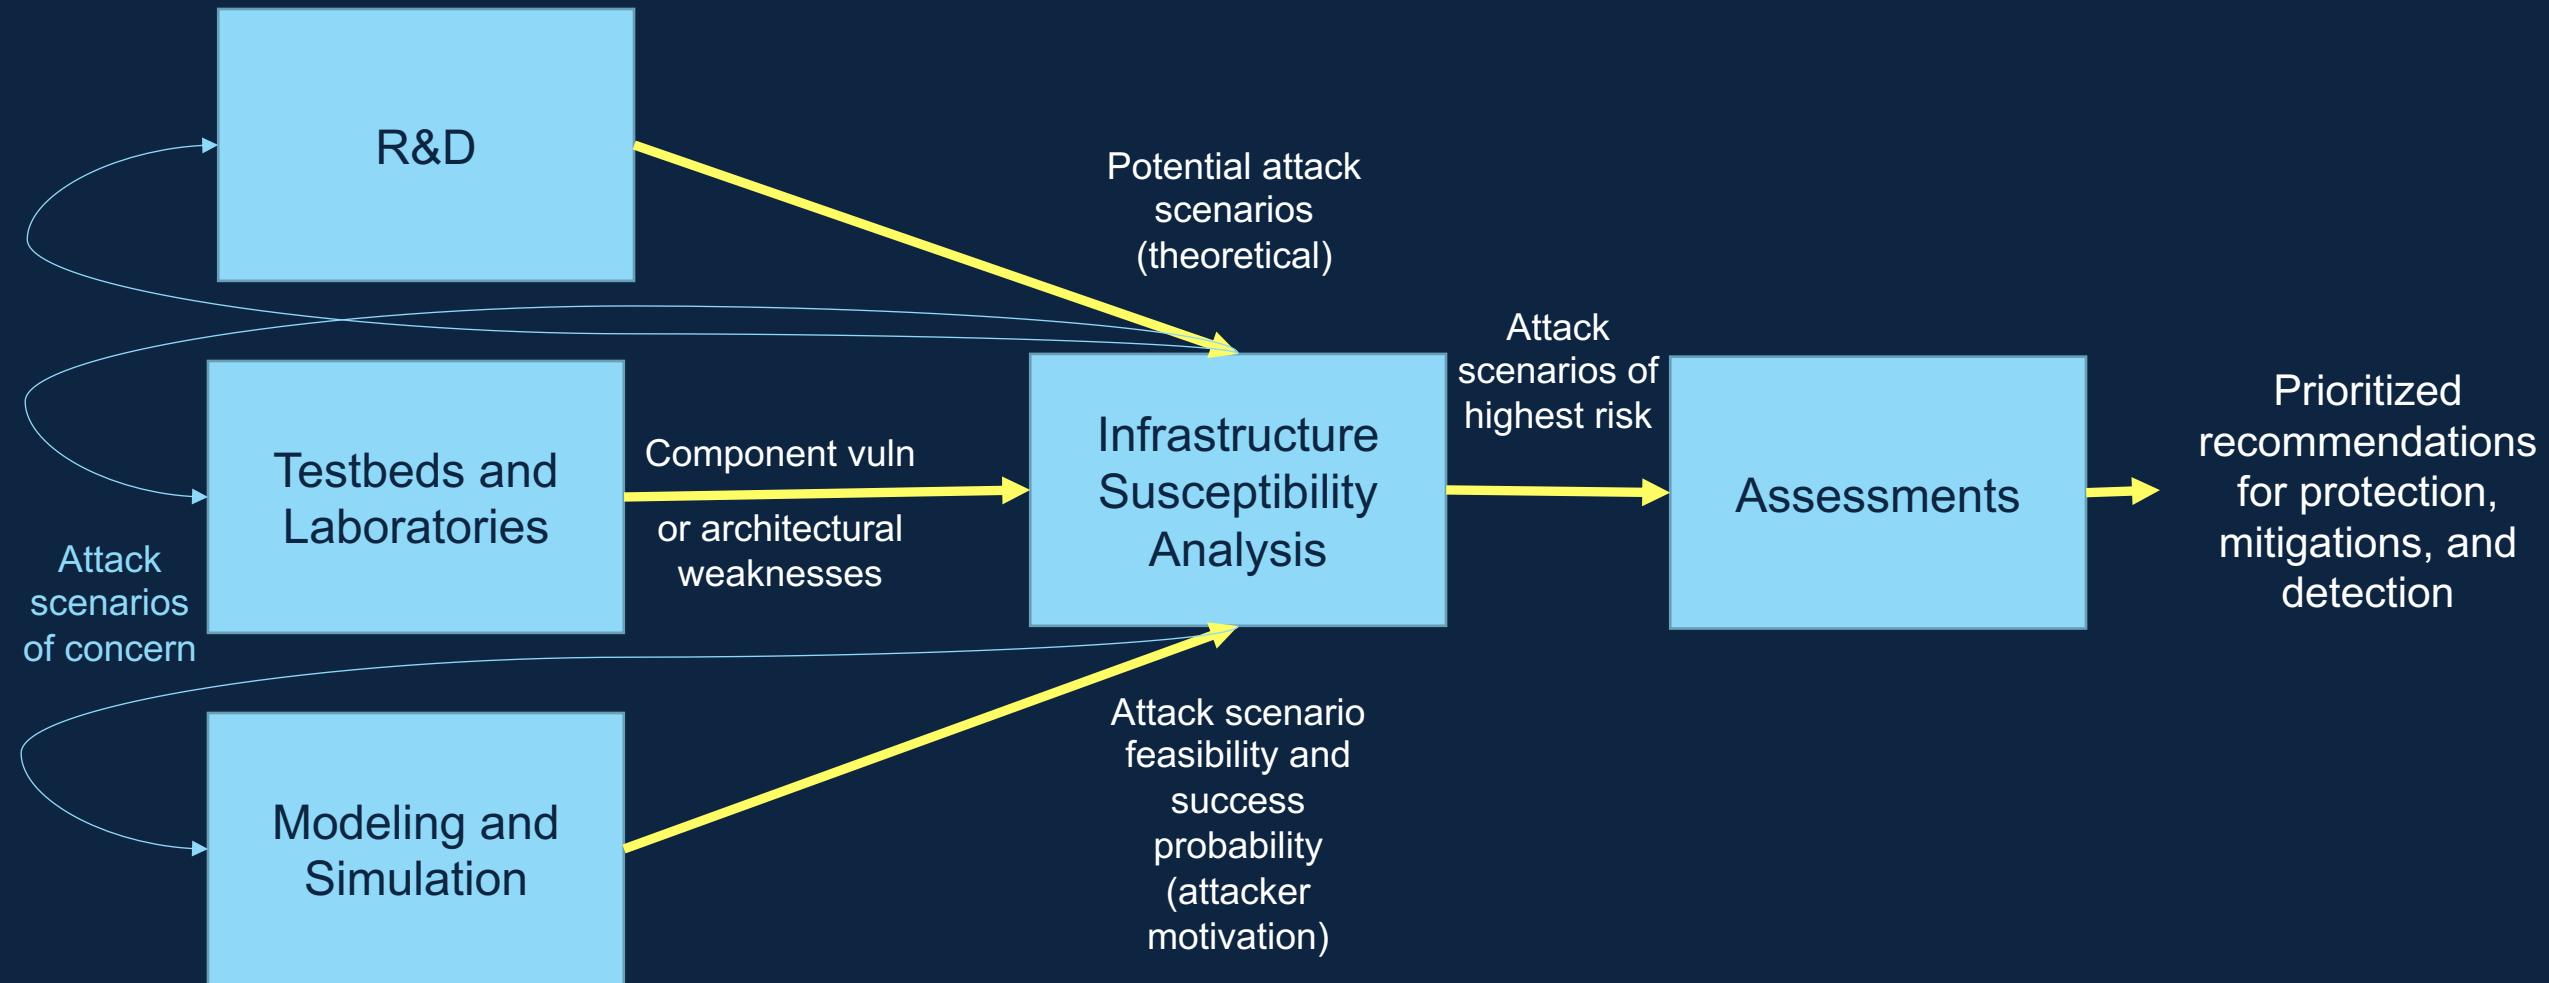 R&D
Potential attack
scenarios
(theoretical)
Testbeds and
Laboratories
Component vuln
or architectural
weaknesses
Attack
scenarios
of concern
Infrastructure
Susceptibility
Analysis
Attack
scenarios of
highest risk
Assessments
Prioritized
recommendations
for protection,
mitigations, and
detection
Modeling and
Simulation
Attack scenario
feasibility and
success
probability
(attacker
motivation)